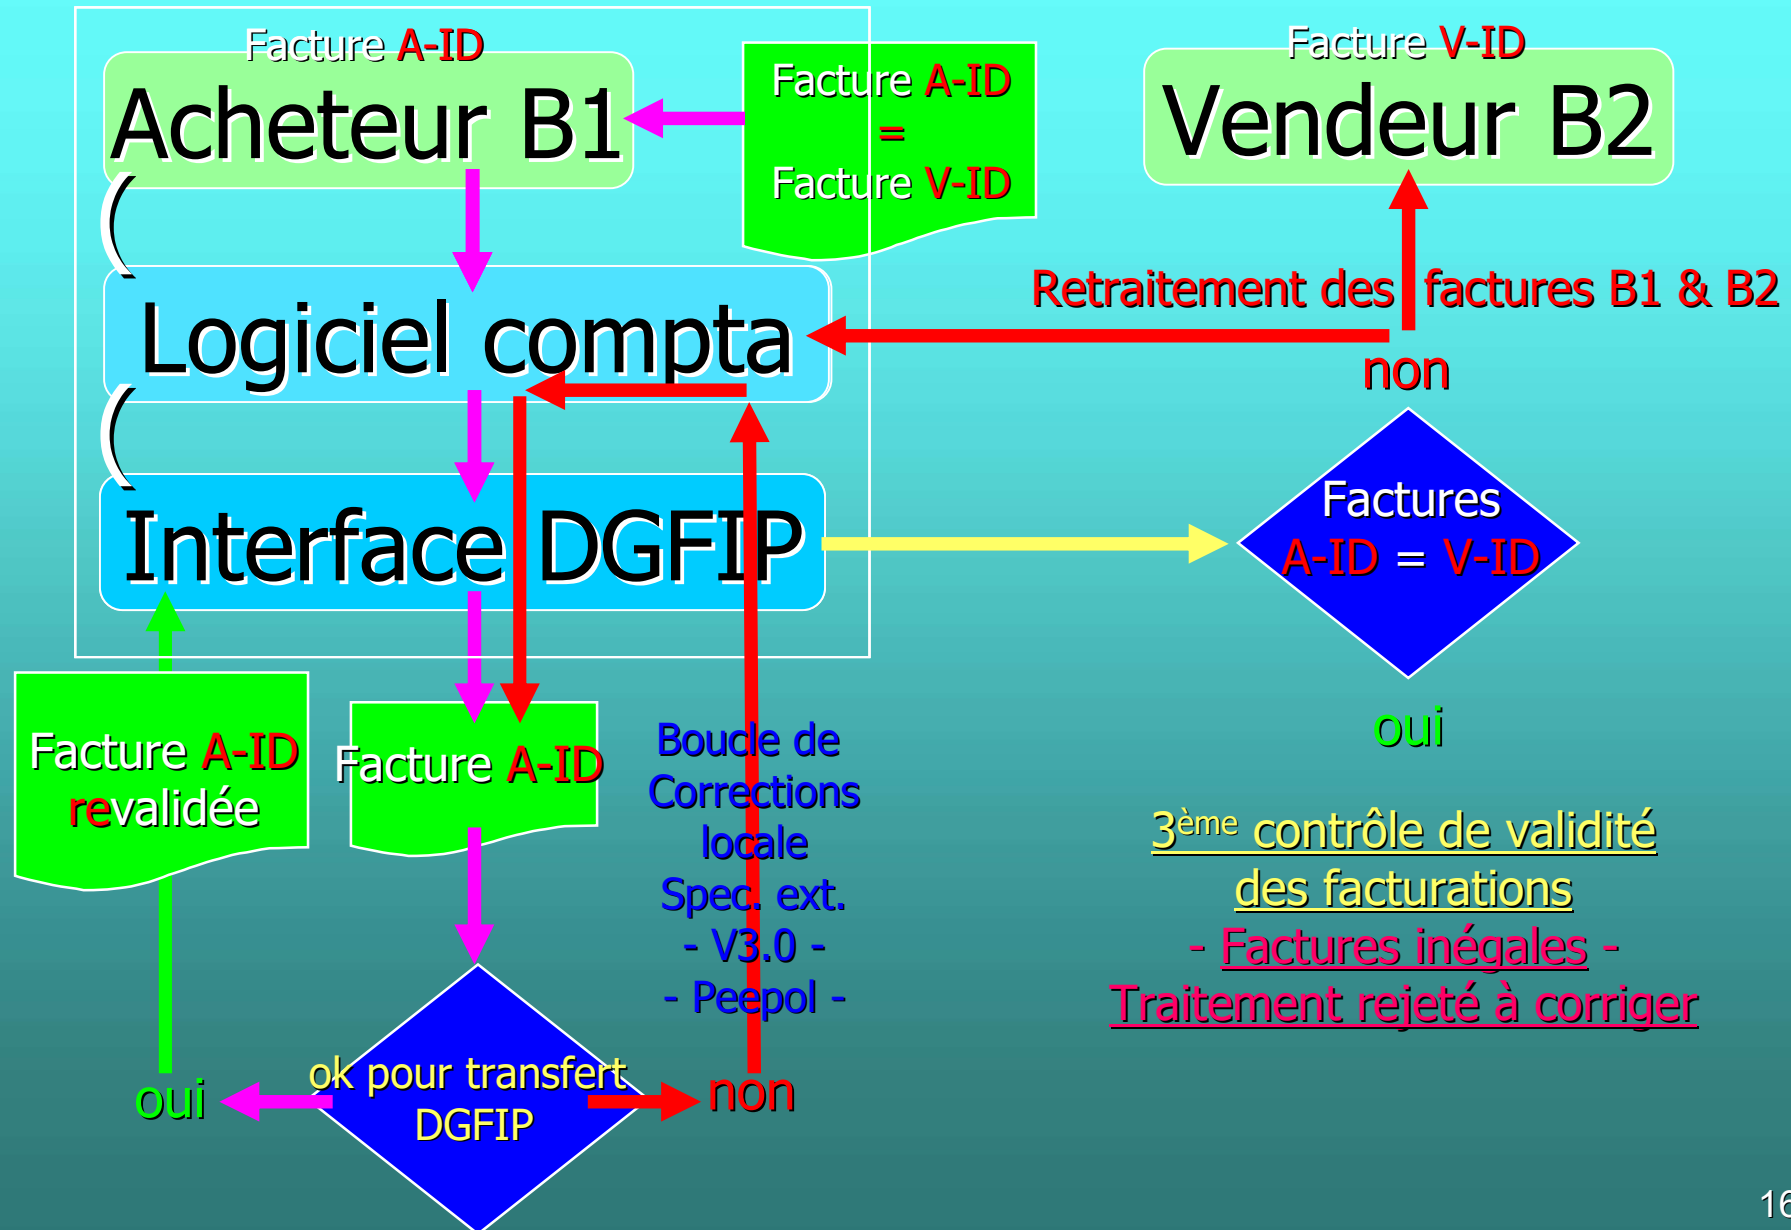 Facture A-ID
Acheteur B1
Facture A-ID
=
Facture V-ID
Facture V-ID
Vendeur B2
(
Retraitement des factures B1 & B2
Logiciel compta
non
(
Interface DGFIP
Factures
A-ID = V-ID
oui
Facture A-ID
revalidée
Facture A-ID
Boucle de
Corrections
locale
Spec. ext.
- V3.0 -
- Peepol -
3ème contrôle de validité
des facturations
- Factures inégales -
Traitement rejeté à corriger
oui
ok pour transfert
DGFIP
non
16